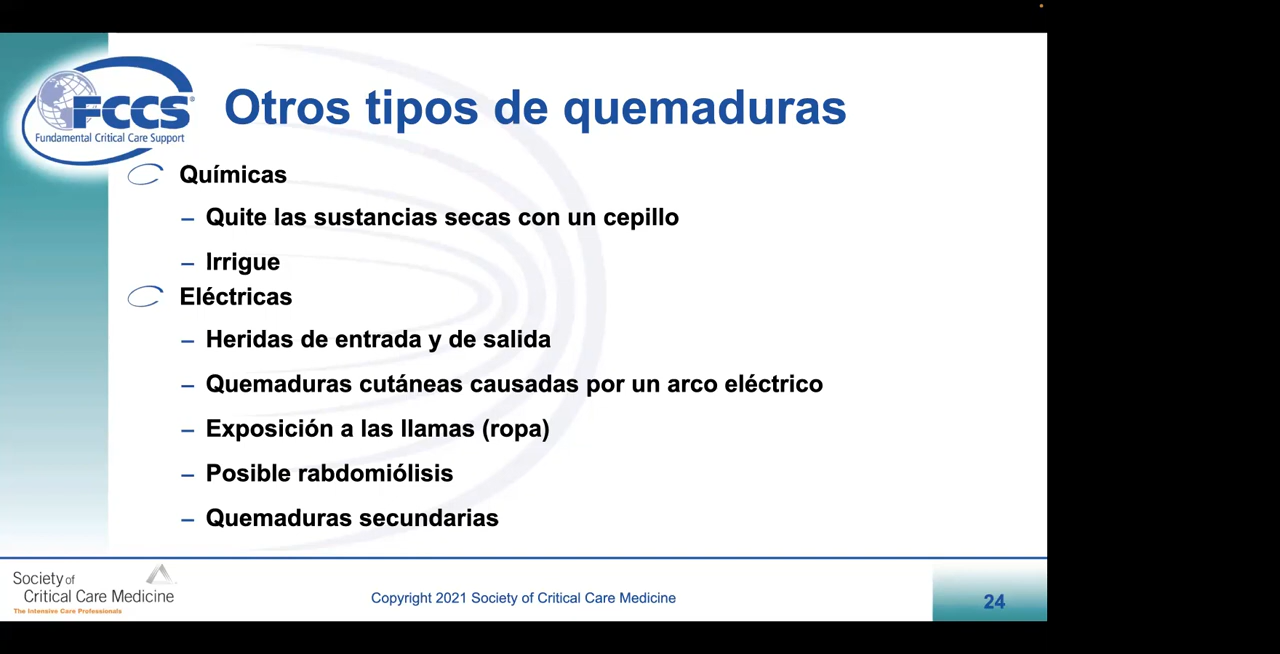 FCCS®
Fundamental Critical Care Support
Otros tipos de quemaduras
Químicas
– Quite las sustancias secas con un cepillo
– Irrigue
Eléctricas
– Heridas de entrada y de salida
– Quemaduras cutáneas causadas por un arco eléctrico
– Exposición a las llamas (ropa)
– Posible rabdomiólisis
– Quemaduras secundarias
Society of
Critical Care Medicine
The Intensive Care Professionals
Copyright 2021 Society of Critical Care Medicine
24